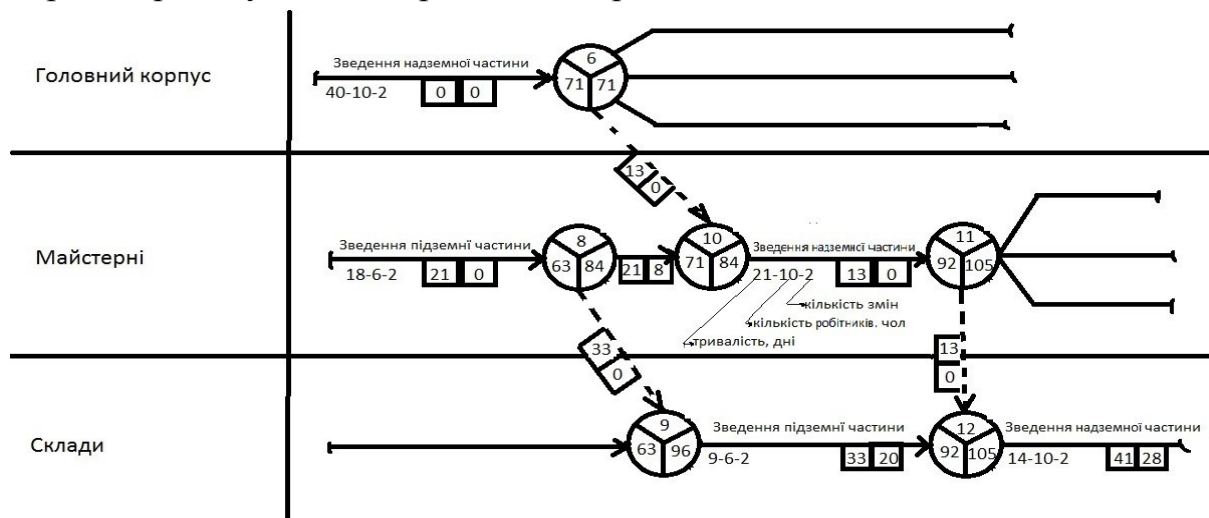 Головний корпус
Зведення надземної частини
40-10-2
0 0
6
71 71
13
0
Майстерні
Зведення підземної частини
18-6-2
21 0
8
63 84
21 8
10
71 84
Зведення надземної частини
21-10-2
13 0
11
92 105
кількість змін
кількість робітників. чол
тривалість, дні
33
0
13
0
Склади
9
63 96
Зведення підземнї частини
9-6-2
33 20
12
92 105
Зведення надземної частини
14-10-2
41 28